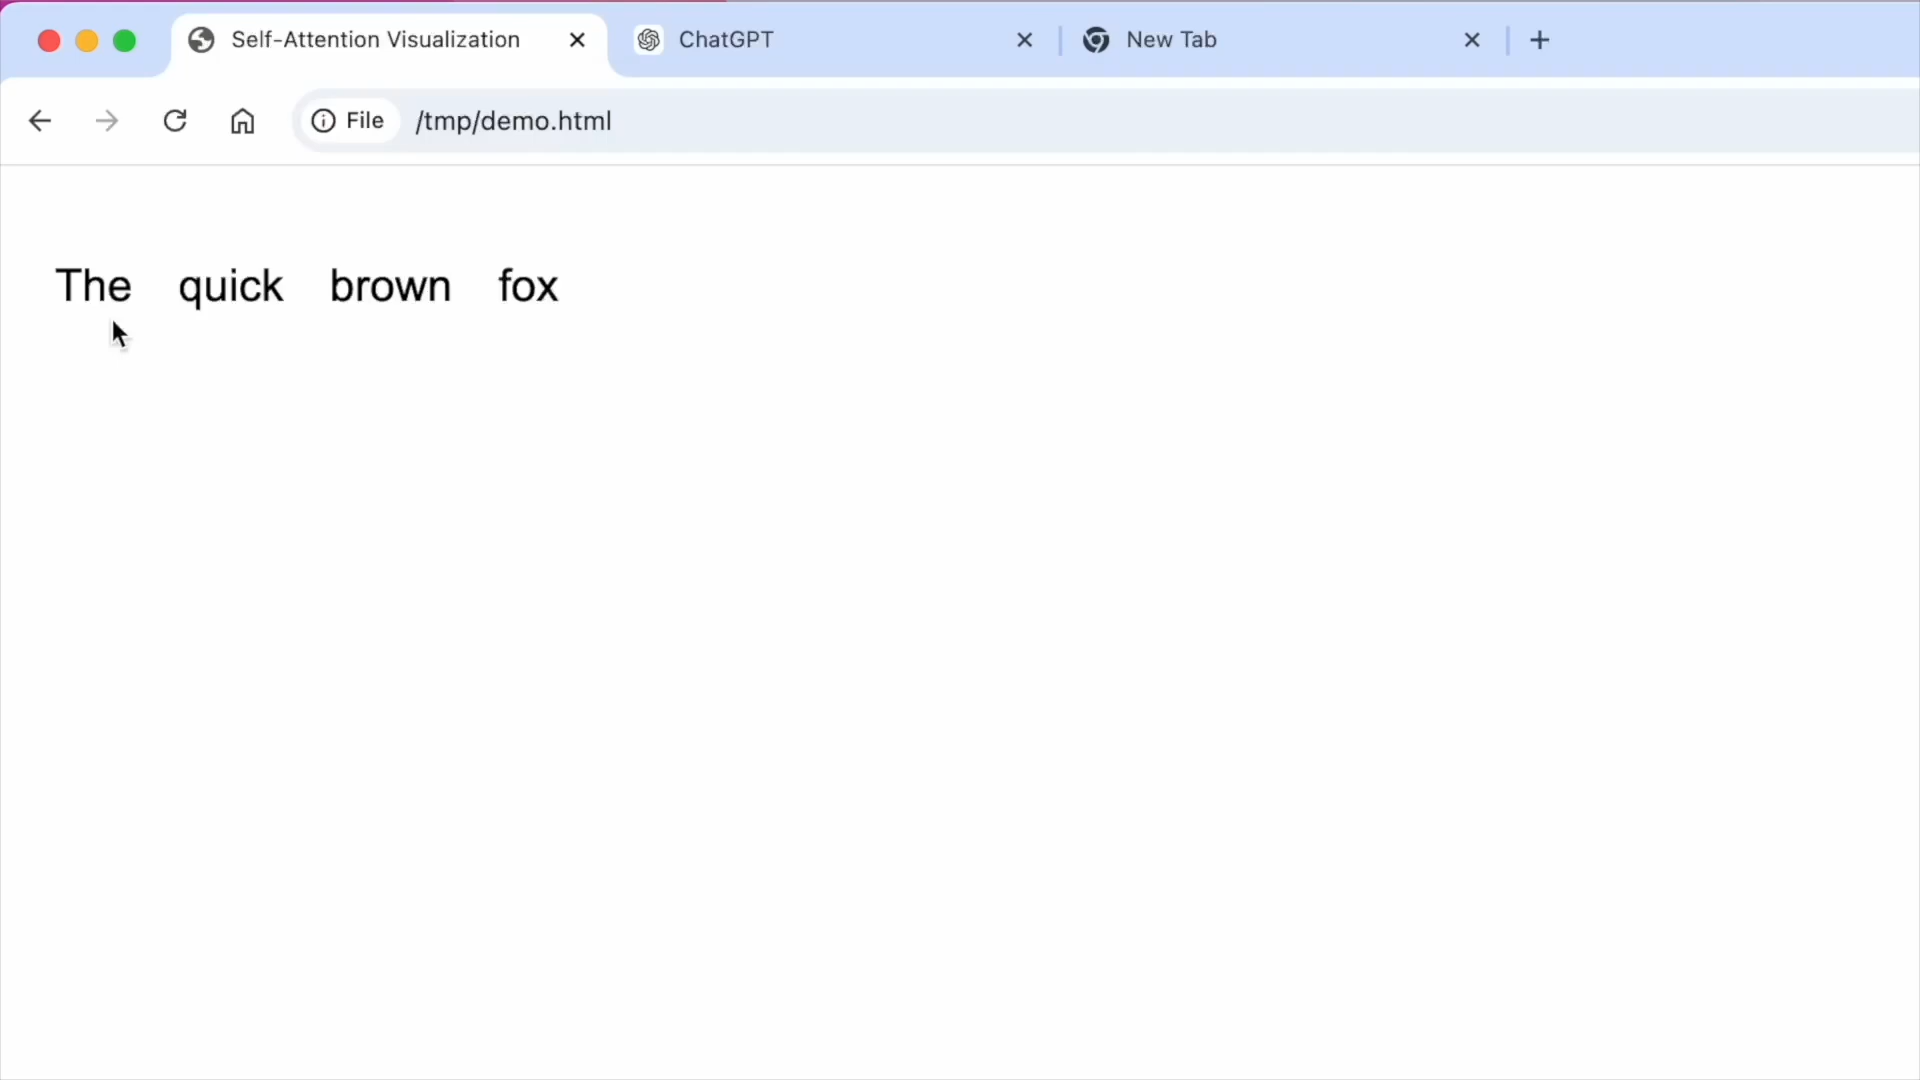 Self-Attention Visualization
ChatGPT
New Tab
File /tmp/demo.html
The quick brown fox